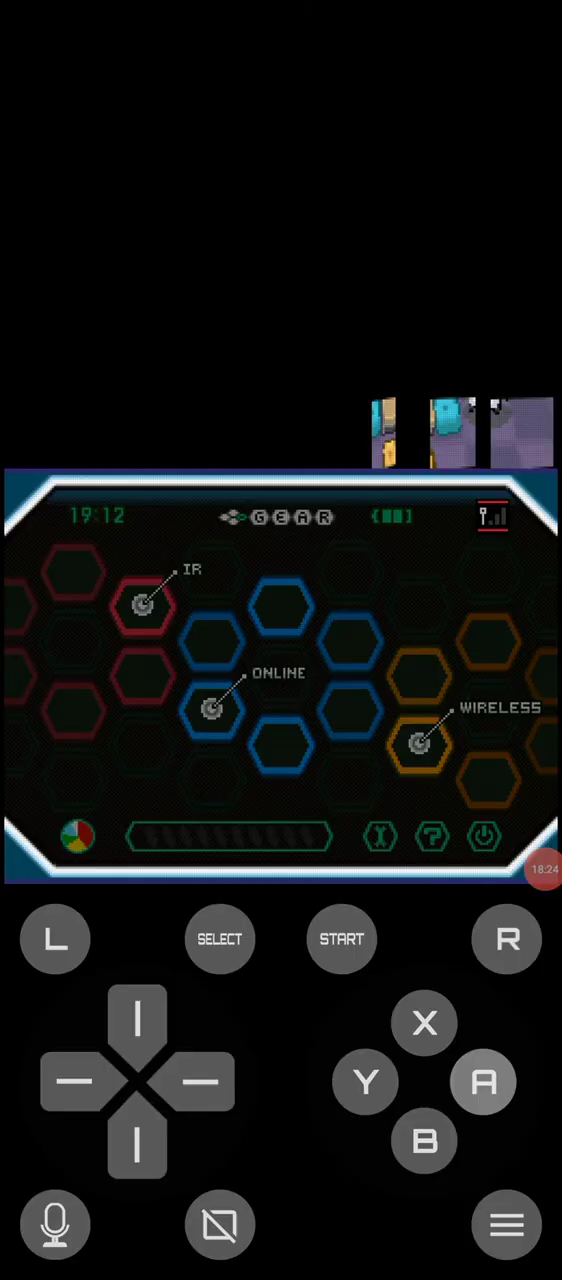 19:12
GEAR
IR
ONLINE
WIRELESS
?
18:24
L
SELECT
START
R
X
Y
A
B